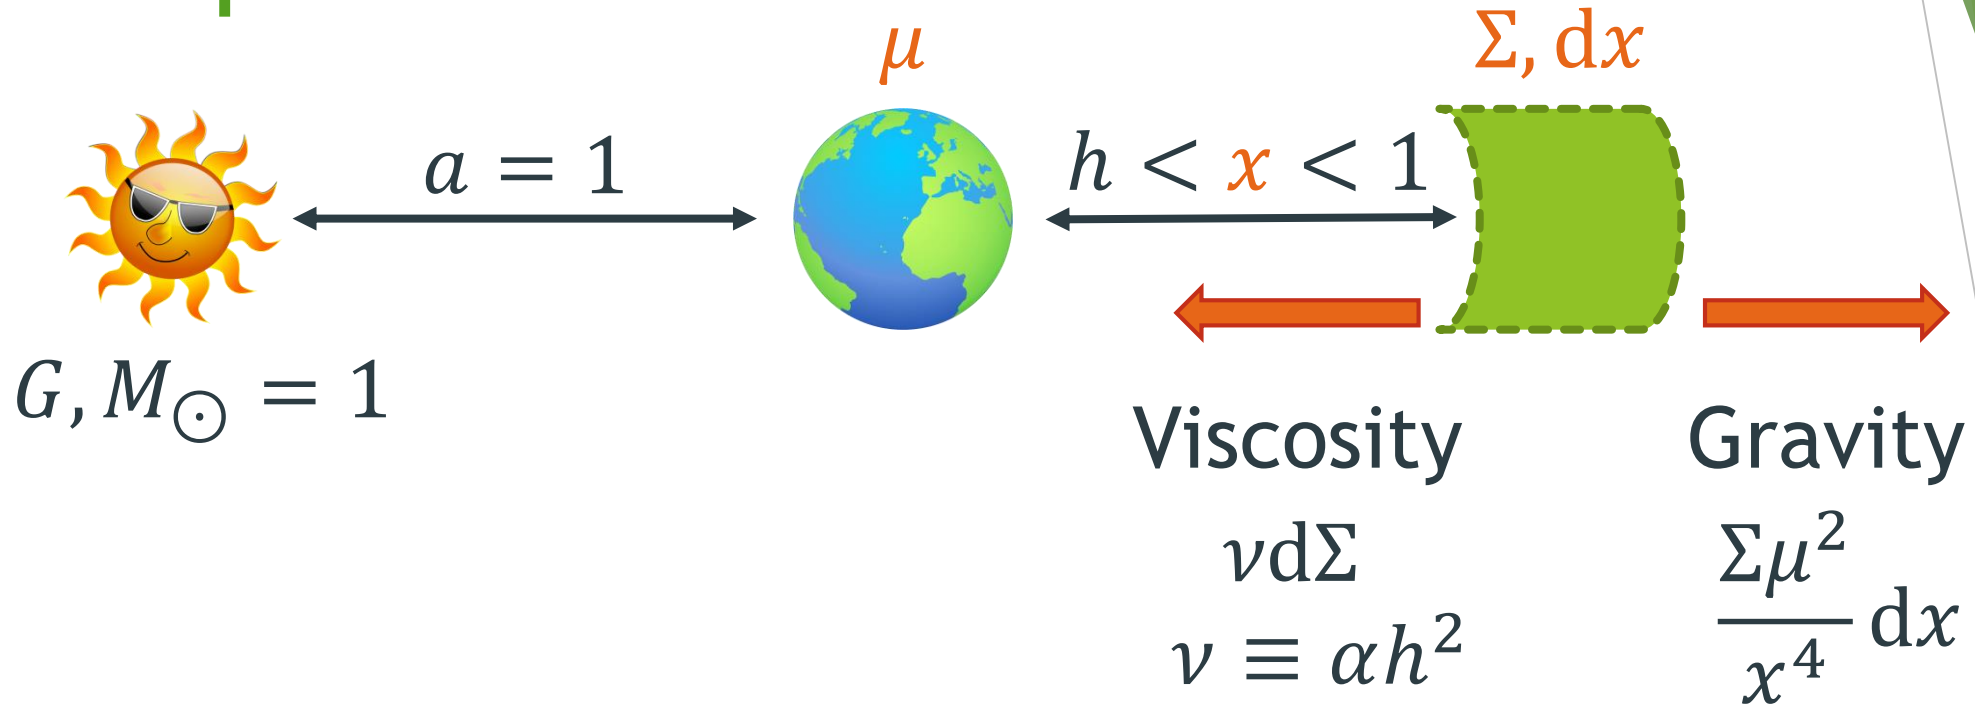 μ
Σ, dx
a = 1
h < x < 1
G, M☉ = 1
Viscosity
Gravity
νdΣ
Σμ²/x⁴ dx
ν ≡ αh²